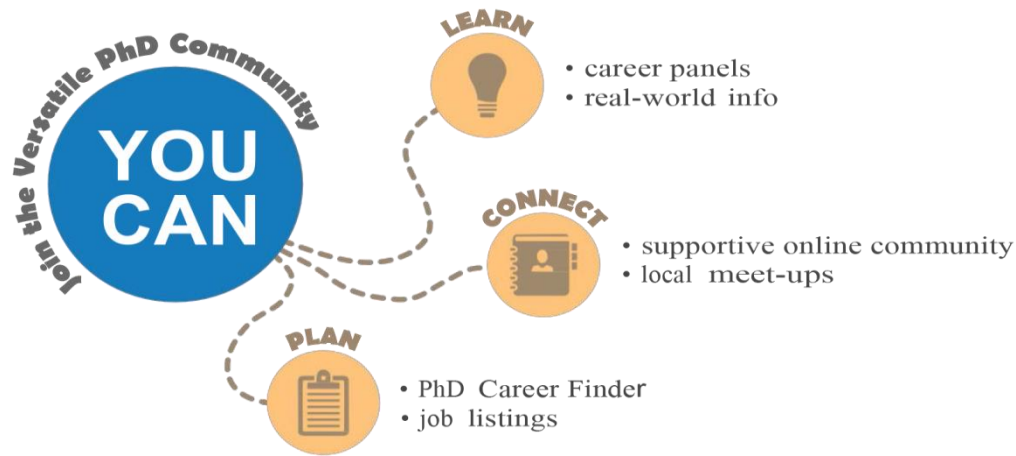 Join the Versatile PhD Community
YOU
CAN
LEARN
• career panels
• real-world info
CONNECT
• supportive online community
• local meet-ups
PLAN
• PhD Career Finder
• job listings